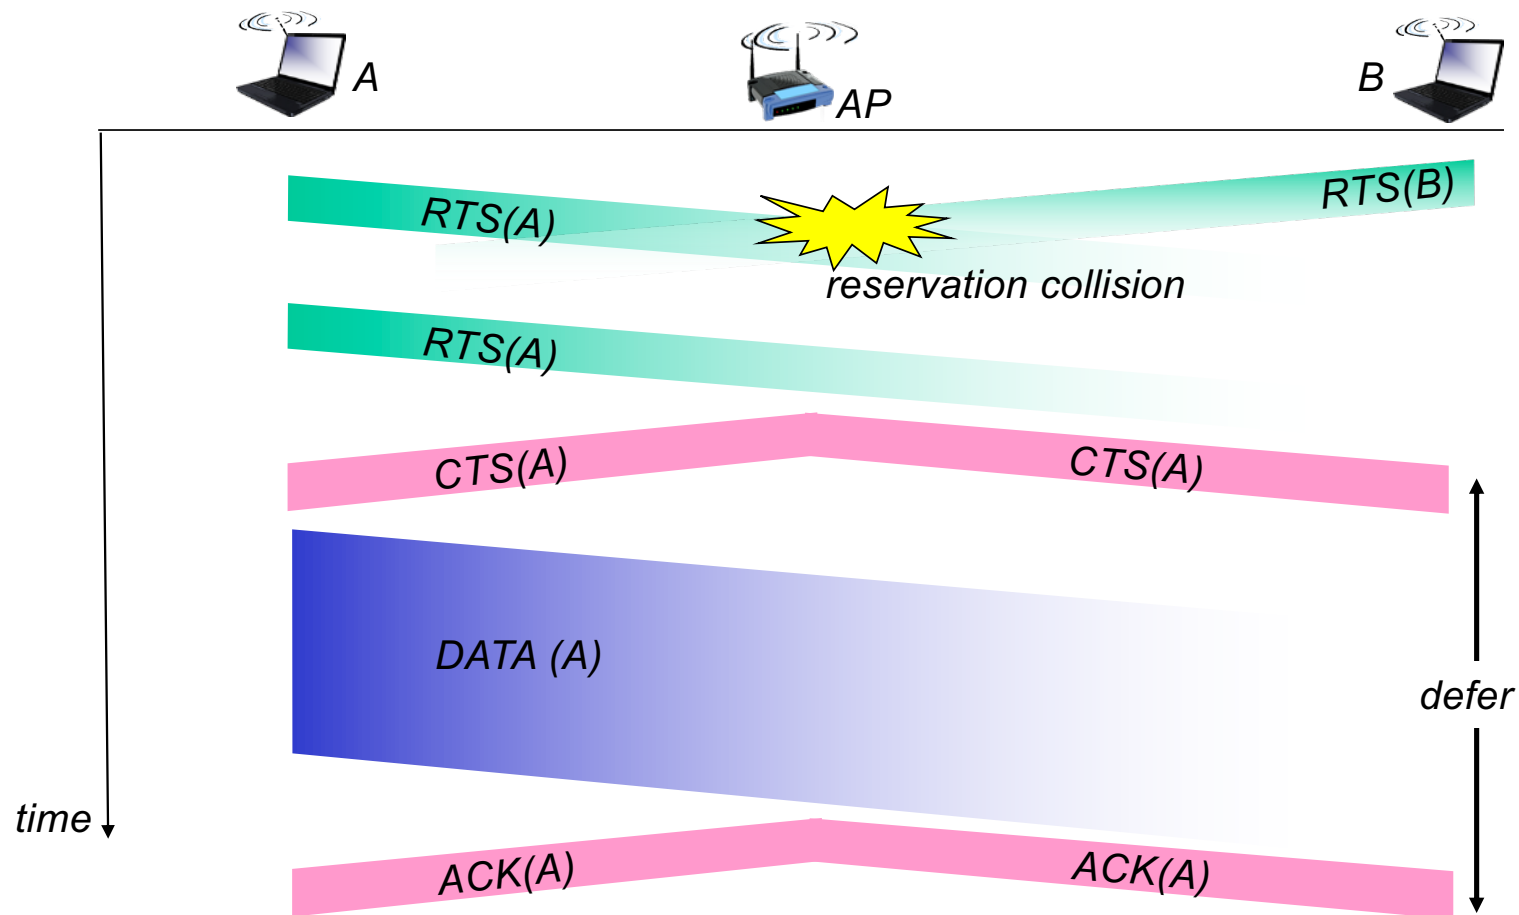 A
AP
B
RTS(A)
RTS(B)
reservation collision
RTS(A)
CTS(A)
CTS(A)
DATA (A)
defer
time
ACK(A)
ACK(A)